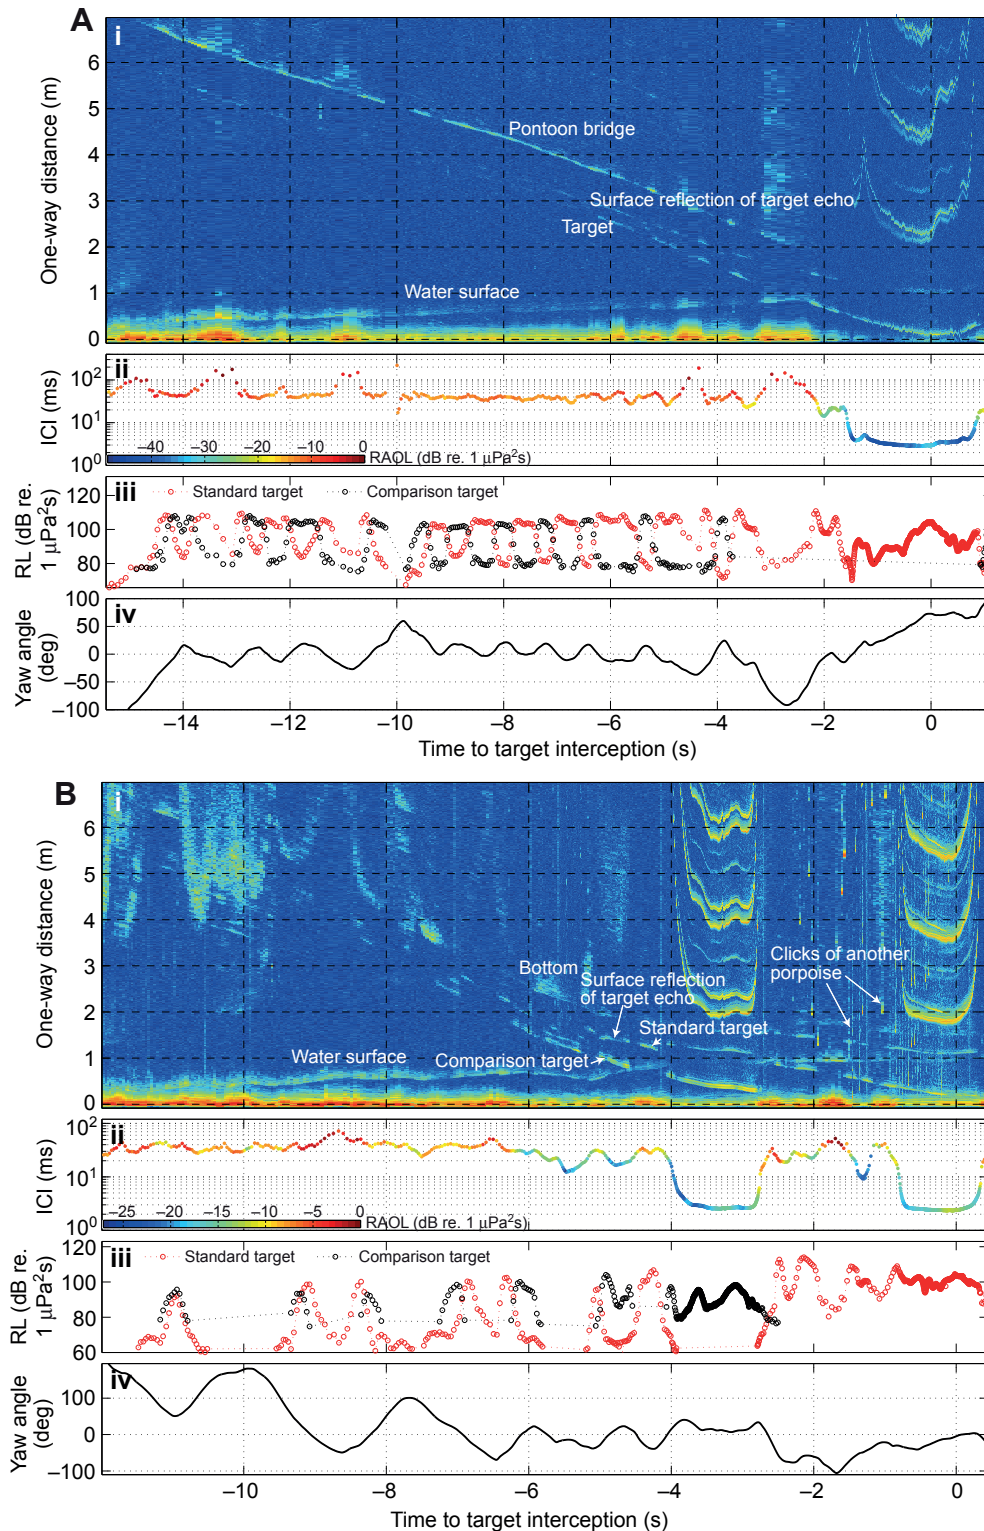 A
i
One-way distance (m)
6
5
4
3
2
1
0
Pontoon bridge
Surface reflection of target echo
Target
Water surface
ii
ICI (ms)
10²
10¹
10⁰
−40 −30 −20 −10 0
RAOL (dB re. 1 µPa²s)
iii
RL (dB re. 1 µPa²s)
120
100
80
Standard target
Comparison target
iv
Yaw angle (deg)
100
50
0
−50
−100
−14 −12 −10 −8 −6 −4 −2 0
Time to target interception (s)
B
i
One-way distance (m)
6
5
4
3
2
1
0
Clicks of another
porpoise
Bottom
Surface reflection
of target echo
Standard target
Water surface
Comparison target
ii
ICI (ms)
10²
10¹
10⁰
−25 −20 −15 −10 −5 0
RAOL (dB re. 1 µPa²s)
iii
RL (dB re. 1 µPa²s)
120
100
80
60
Standard target
Comparison target
iv
Yaw angle (deg)
100
0
−100
−10 −8 −6 −4 −2 0
Time to target interception (s)